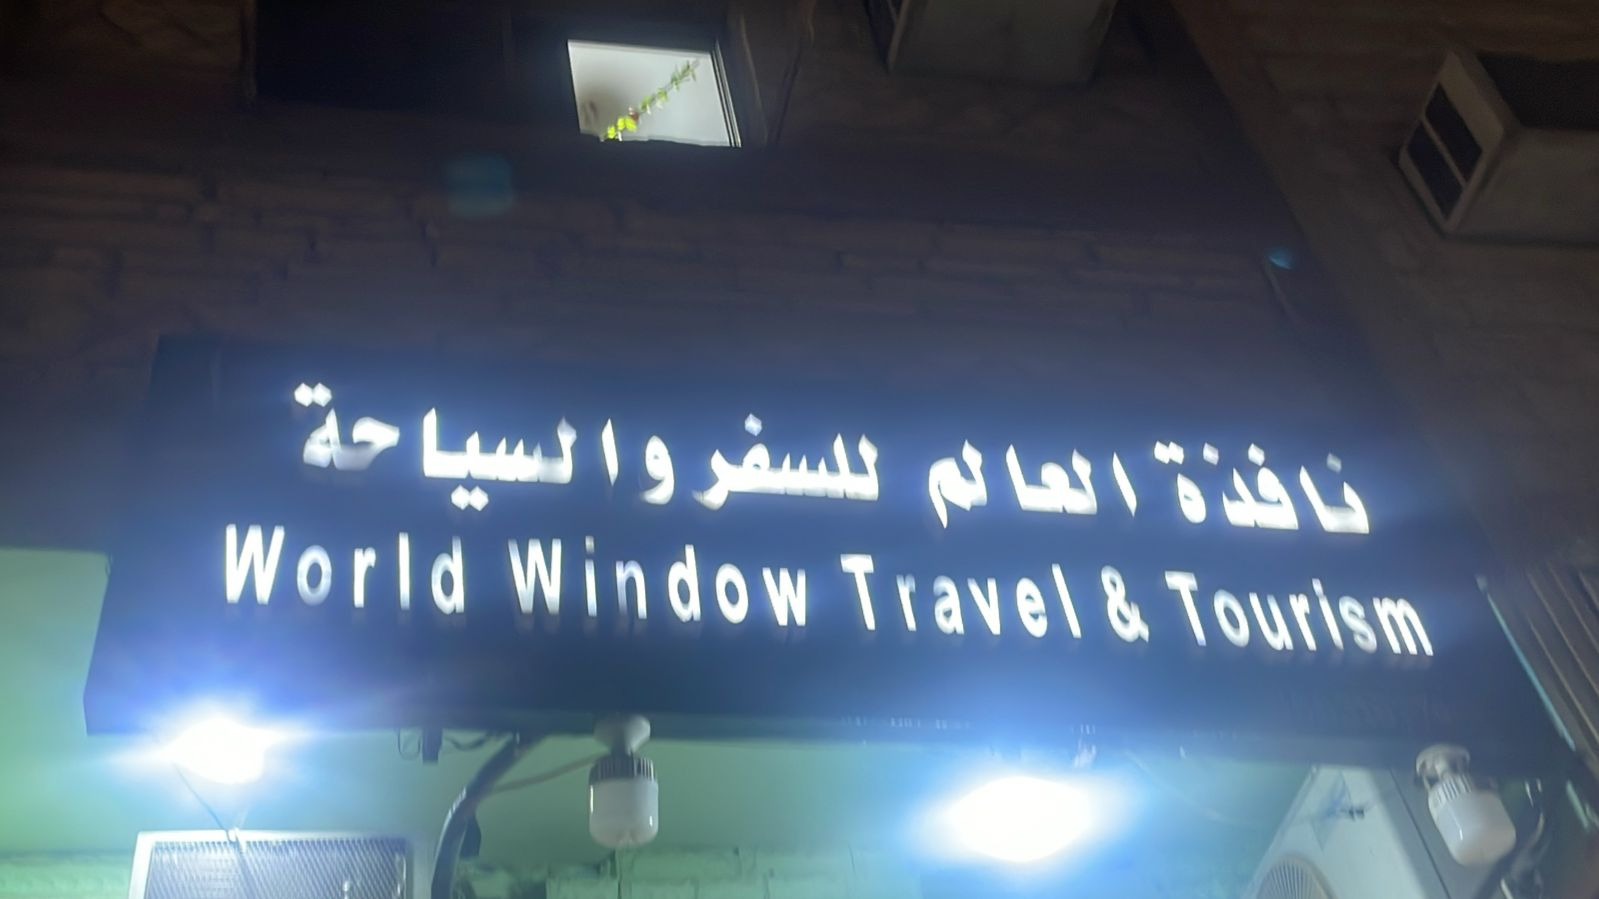 نافذة العالم للسفر والسياحة
World Window Travel & Tourism